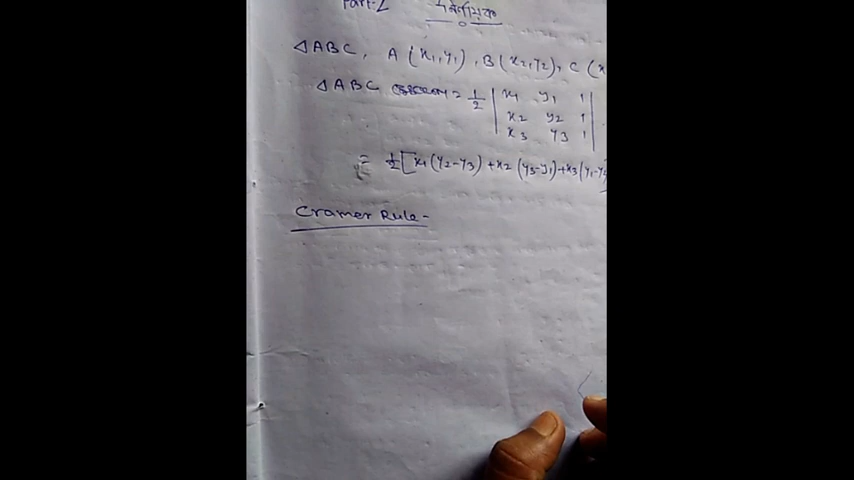 Part-2 নির্ণায়ক
△ABC, A(x1,y1), B(x2,y2), C(x
△ABC = 1/2 | x1 y1 1 |
| x2 y2 1 |
| x3 y3 1 |
= 1/2 [x1(y2-y3)+x2(y3-y1)+x3(y1-y2
Cramer Rule-